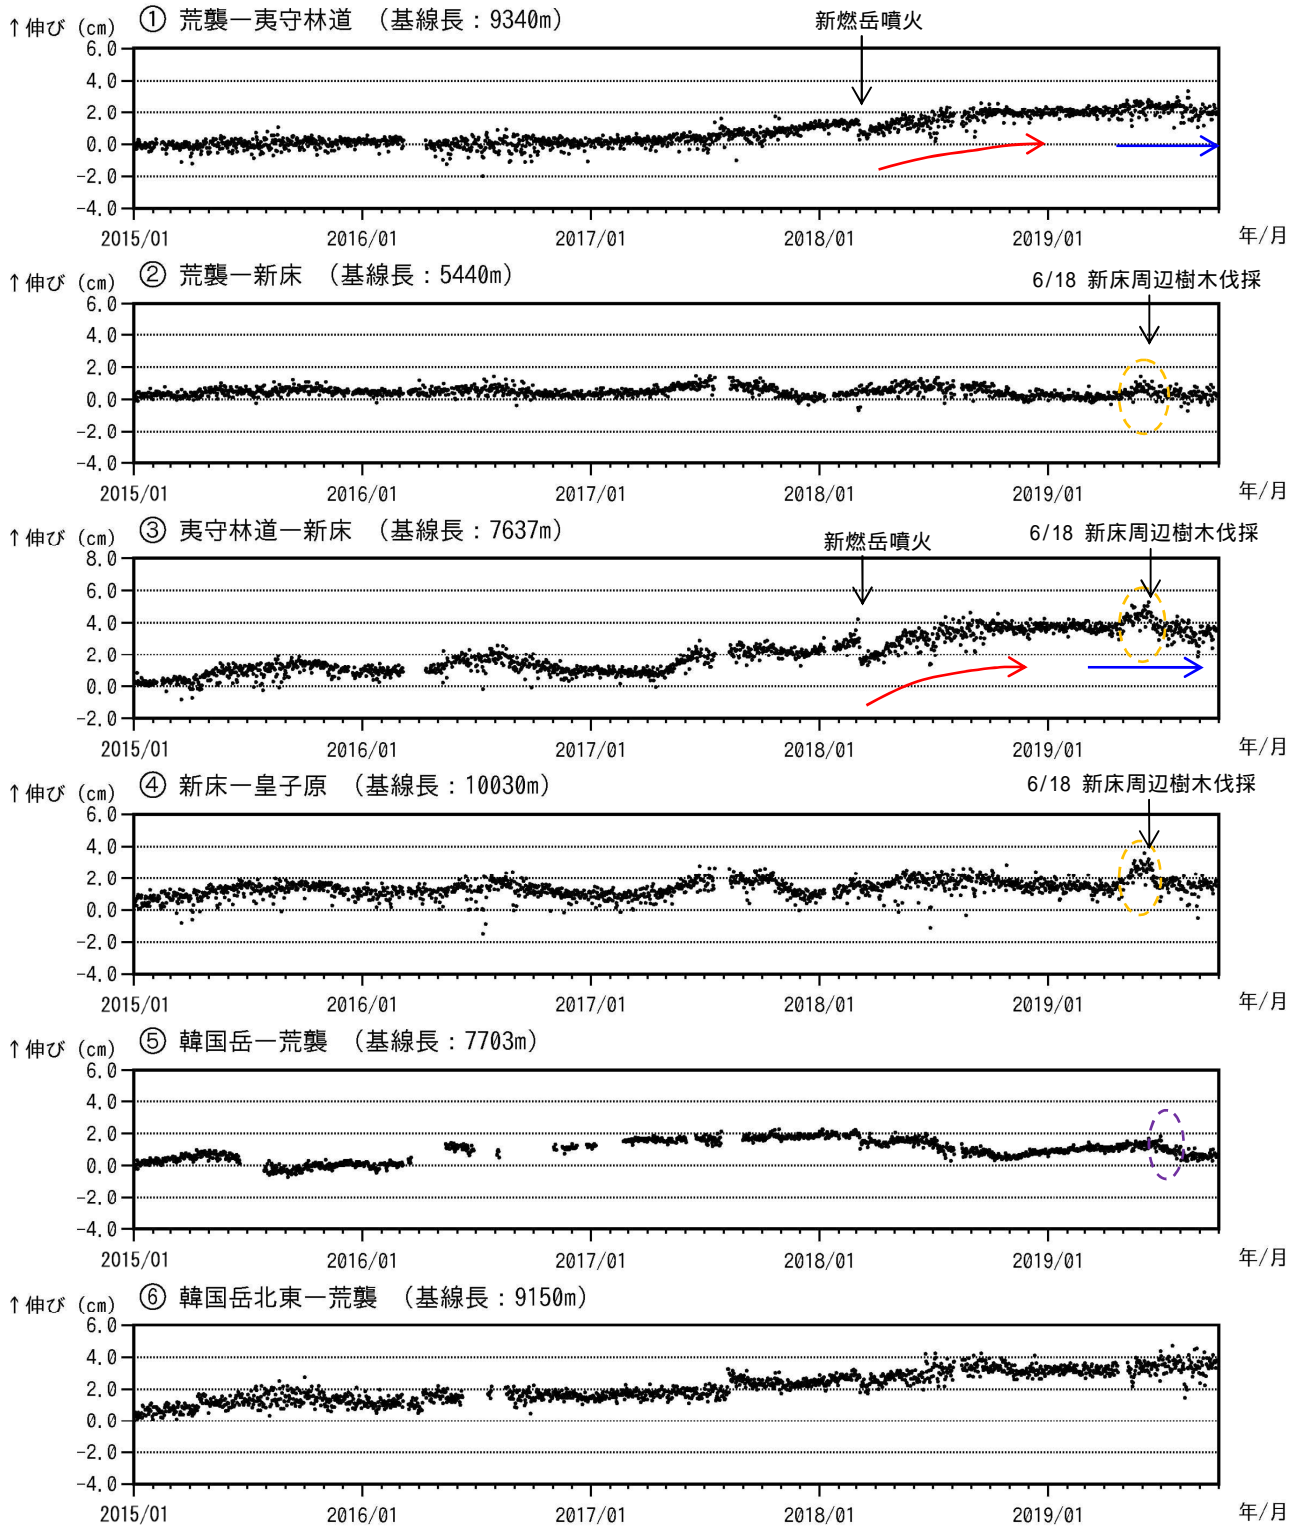 ① 荒襲ー夷守林道 (基線長：9340m)
新燃岳噴火
↑伸び (cm)
6.0
4.0
2.0
0.0
-2.0
-4.0
2015/01 2016/01 2017/01 2018/01 2019/01 年/月
② 荒襲ー新床 (基線長：5440m)
6/18 新床周辺樹木伐採
↑伸び (cm)
6.0
4.0
2.0
0.0
-2.0
-4.0
2015/01 2016/01 2017/01 2018/01 2019/01 年/月
③ 夷守林道ー新床 (基線長：7637m)
新燃岳噴火
6/18 新床周辺樹木伐採
↑伸び (cm)
8.0
6.0
4.0
2.0
0.0
-2.0
2015/01 2016/01 2017/01 2018/01 2019/01 年/月
④ 新床ー皇子原 (基線長：10030m)
6/18 新床周辺樹木伐採
↑伸び (cm)
6.0
4.0
2.0
0.0
-2.0
-4.0
2015/01 2016/01 2017/01 2018/01 2019/01 年/月
⑤ 韓国岳ー荒襲 (基線長：7703m)
↑伸び (cm)
6.0
4.0
2.0
0.0
-2.0
-4.0
2015/01 2016/01 2017/01 2018/01 2019/01 年/月
⑥ 韓国岳北東ー荒襲 (基線長：9150m)
↑伸び (cm)
6.0
4.0
2.0
0.0
-2.0
-4.0
2015/01 2016/01 2017/01 2018/01 2019/01 年/月